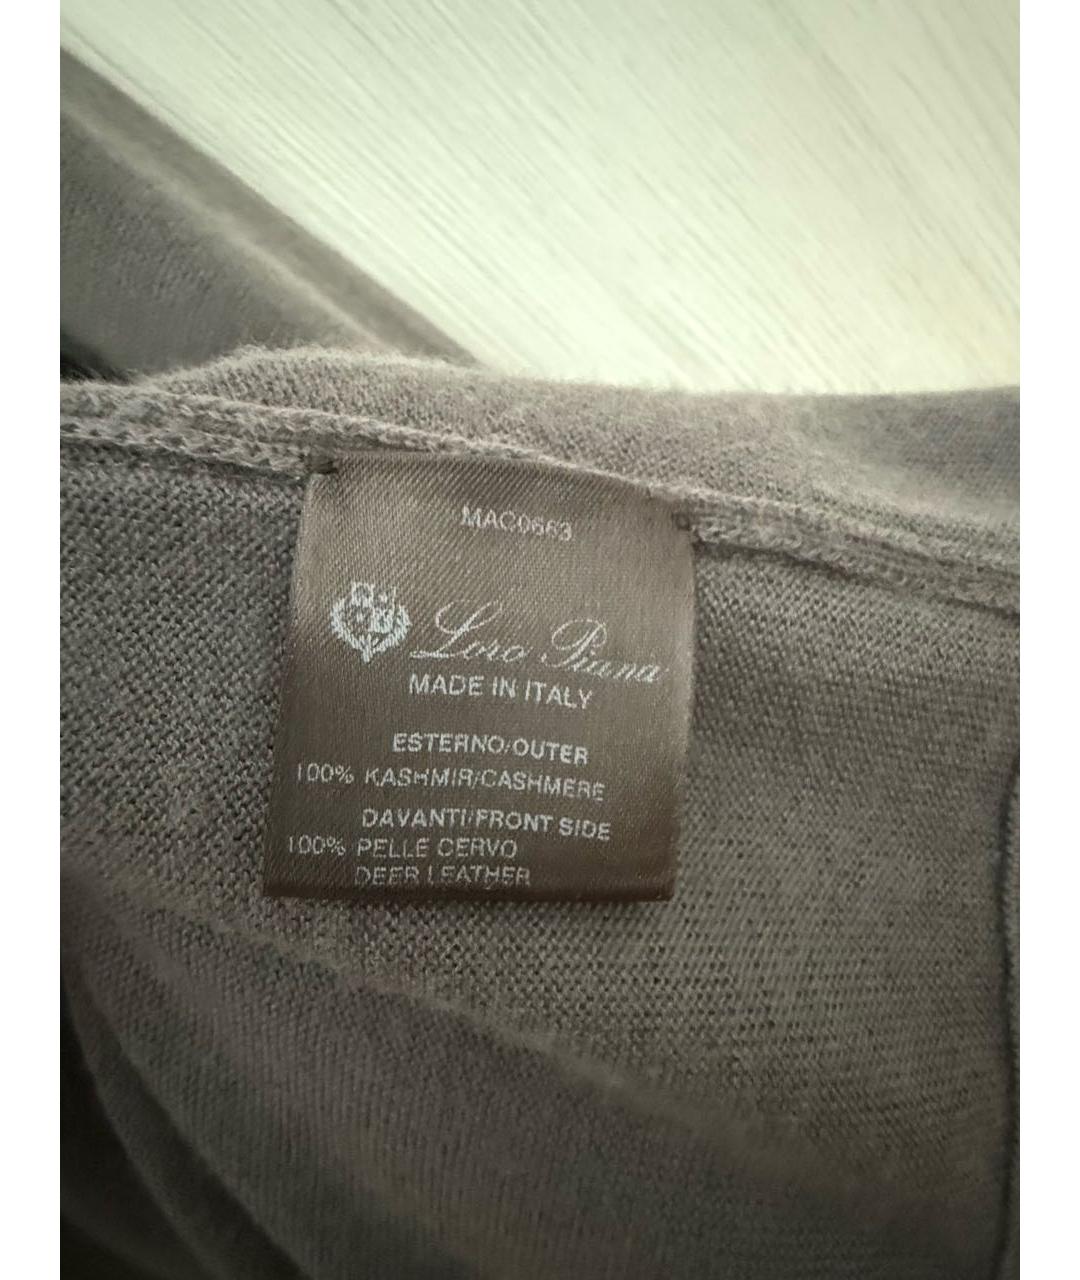 MAC0663
Loro Piana
MADE IN ITALY
ESTERNO/OUTER
100% KASHMIR/CASHMERE
DAVANTI/FRONT SIDE
100% PELLE CERVO
DEER LEATHER